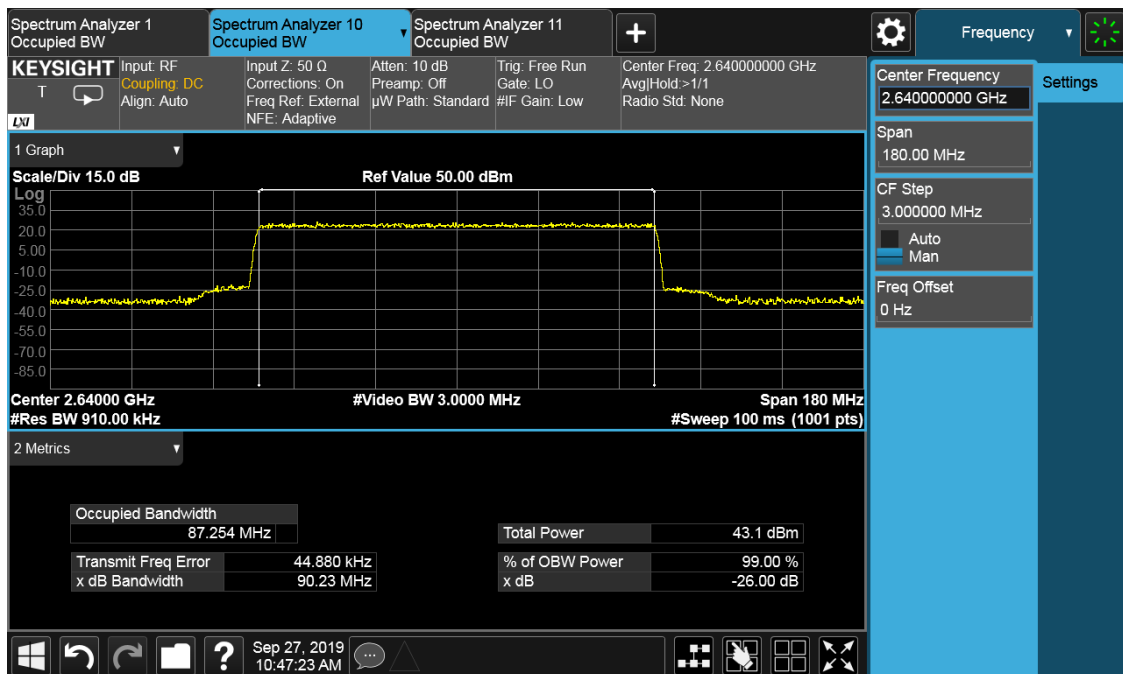 Spectrum Analyzer 1
Occupied BW
Spectrum Analyzer 10
Occupied BW
Spectrum Analyzer 11
Occupied BW
+
Frequency
KEYSIGHT
T
LXI
Input: RF
Coupling: DC
Align: Auto
Input Z: 50 Ω
Corrections: On
Freq Ref: External
NFE: Adaptive
Atten: 10 dB
Preamp: Off
µW Path: Standard
Trig: Free Run
Gate: LO
#IF Gain: Low
Center Freq: 2.640000000 GHz
Avg|Hold:>1/1
Radio Std: None
Center Frequency
2.640000000 GHz
Settings
Span
180.00 MHz
CF Step
3.000000 MHz
Auto
Man
Freq Offset
0 Hz
1 Graph
Scale/Div 15.0 dB
Ref Value 50.00 dBm
Log
35.0
20.0
5.00
-10.0
-25.0
-40.0
-55.0
-70.0
-85.0
Center 2.64000 GHz
#Video BW 3.0000 MHz
Span 180 MHz
#Res BW 910.00 kHz
#Sweep 100 ms (1001 pts)
2 Metrics
Occupied Bandwidth
87.254 MHz
Total Power 43.1 dBm
Transmit Freq Error 44.880 kHz
% of OBW Power 99.00 %
x dB Bandwidth 90.23 MHz
x dB -26.00 dB
?
Sep 27, 2019
10:47:23 AM